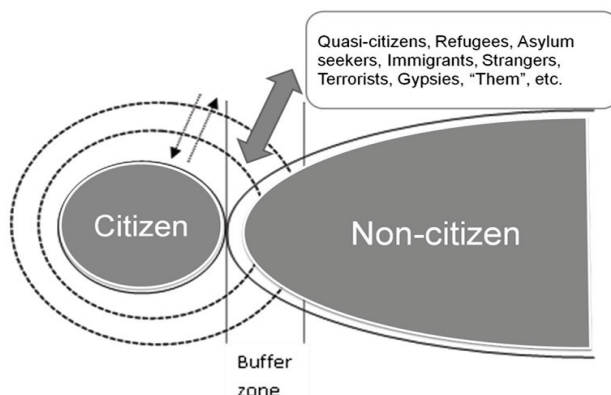 Quasi-citizens, Refugees, Asylum
seekers, Immigrants, Strangers,
Terrorists, Gypsies, “Them”, etc.
Citizen
Non-citizen
Buffer
zone